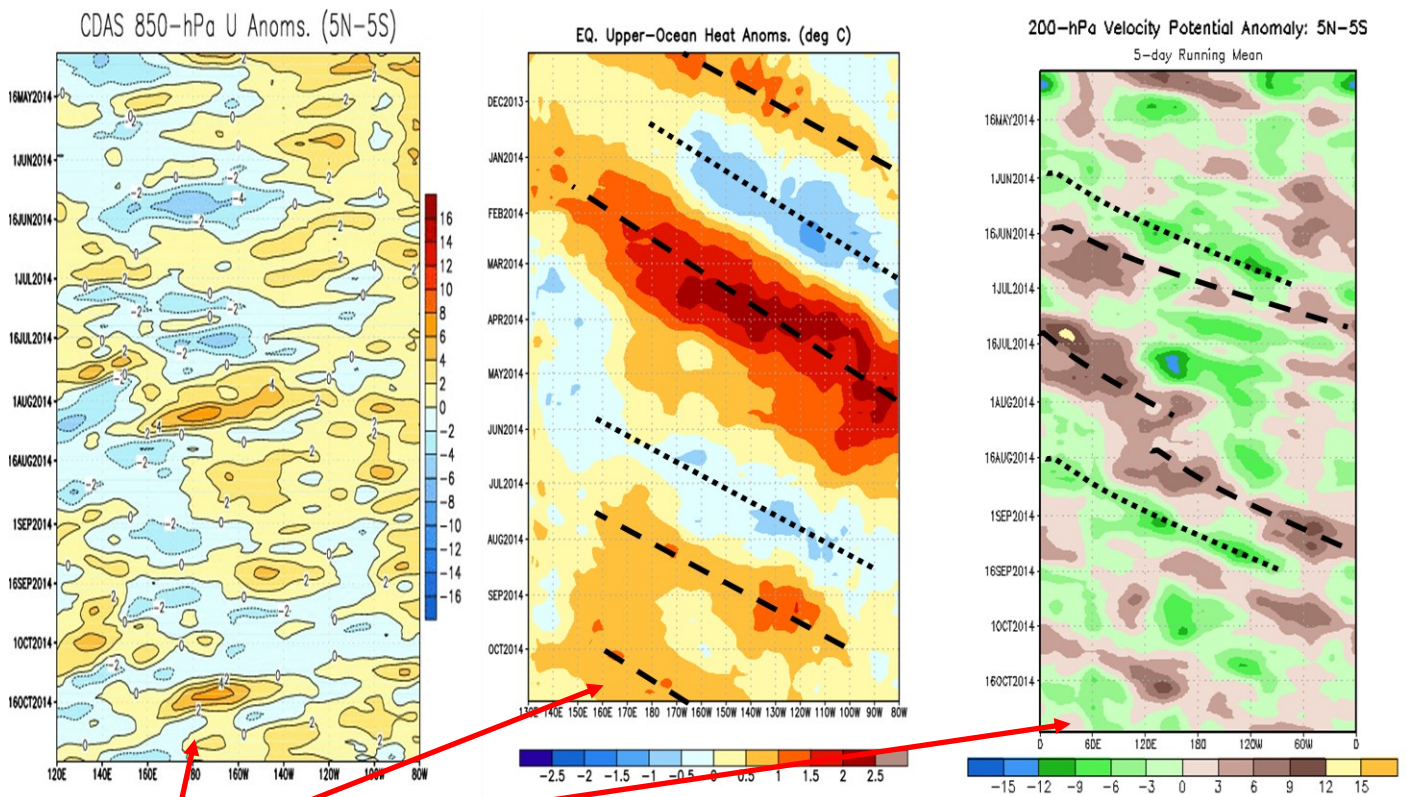 CDAS 850-hPa U Anoms. (5N-5S)
16MAY2014
1JUN2014
16JUN2014
1JUL2014
16JUL2014
1AUG2014
16AUG2014
1SEP2014
16SEP2014
1OCT2014
16OCT2014
120E 140E 160E 180 160W 140W 120W 100W 80W
16
14
12
10
8
6
4
2
0
-2
-4
-6
-8
-10
-12
-14
-16
EQ. Upper-Ocean Heat Anoms. (deg C)
DEC2013
JAN2014
FEB2014
MAR2014
APR2014
MAY2014
JUN2014
JUL2014
AUG2014
SEP2014
OCT2014
130E 140E 150E 160E 170E 180 170W 160W 150W 140W 130W 120W 110W 100W 90W 80W
-2.5 -2 -1.5 -1 -0.5 0 0.5 1 1.5 2 2.5
200-hPa Velocity Potential Anomaly: 5N-5S
5-day Running Mean
16MAY2014
1JUN2014
16JUN2014
1JUL2014
16JUL2014
1AUG2014
16AUG2014
1SEP2014
16SEP2014
1OCT2014
16OCT2014
0 60E 120E 180 120W 60W 0
-15 -12 -9 -6 -3 0 3 6 9 12 15